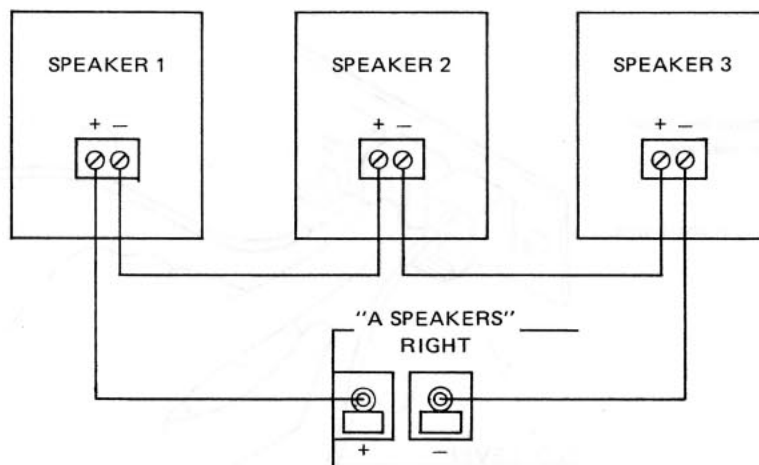 SPEAKER 1
SPEAKER 2
SPEAKER 3
+ −
+ −
+ −
"A SPEAKERS"
RIGHT
+ −